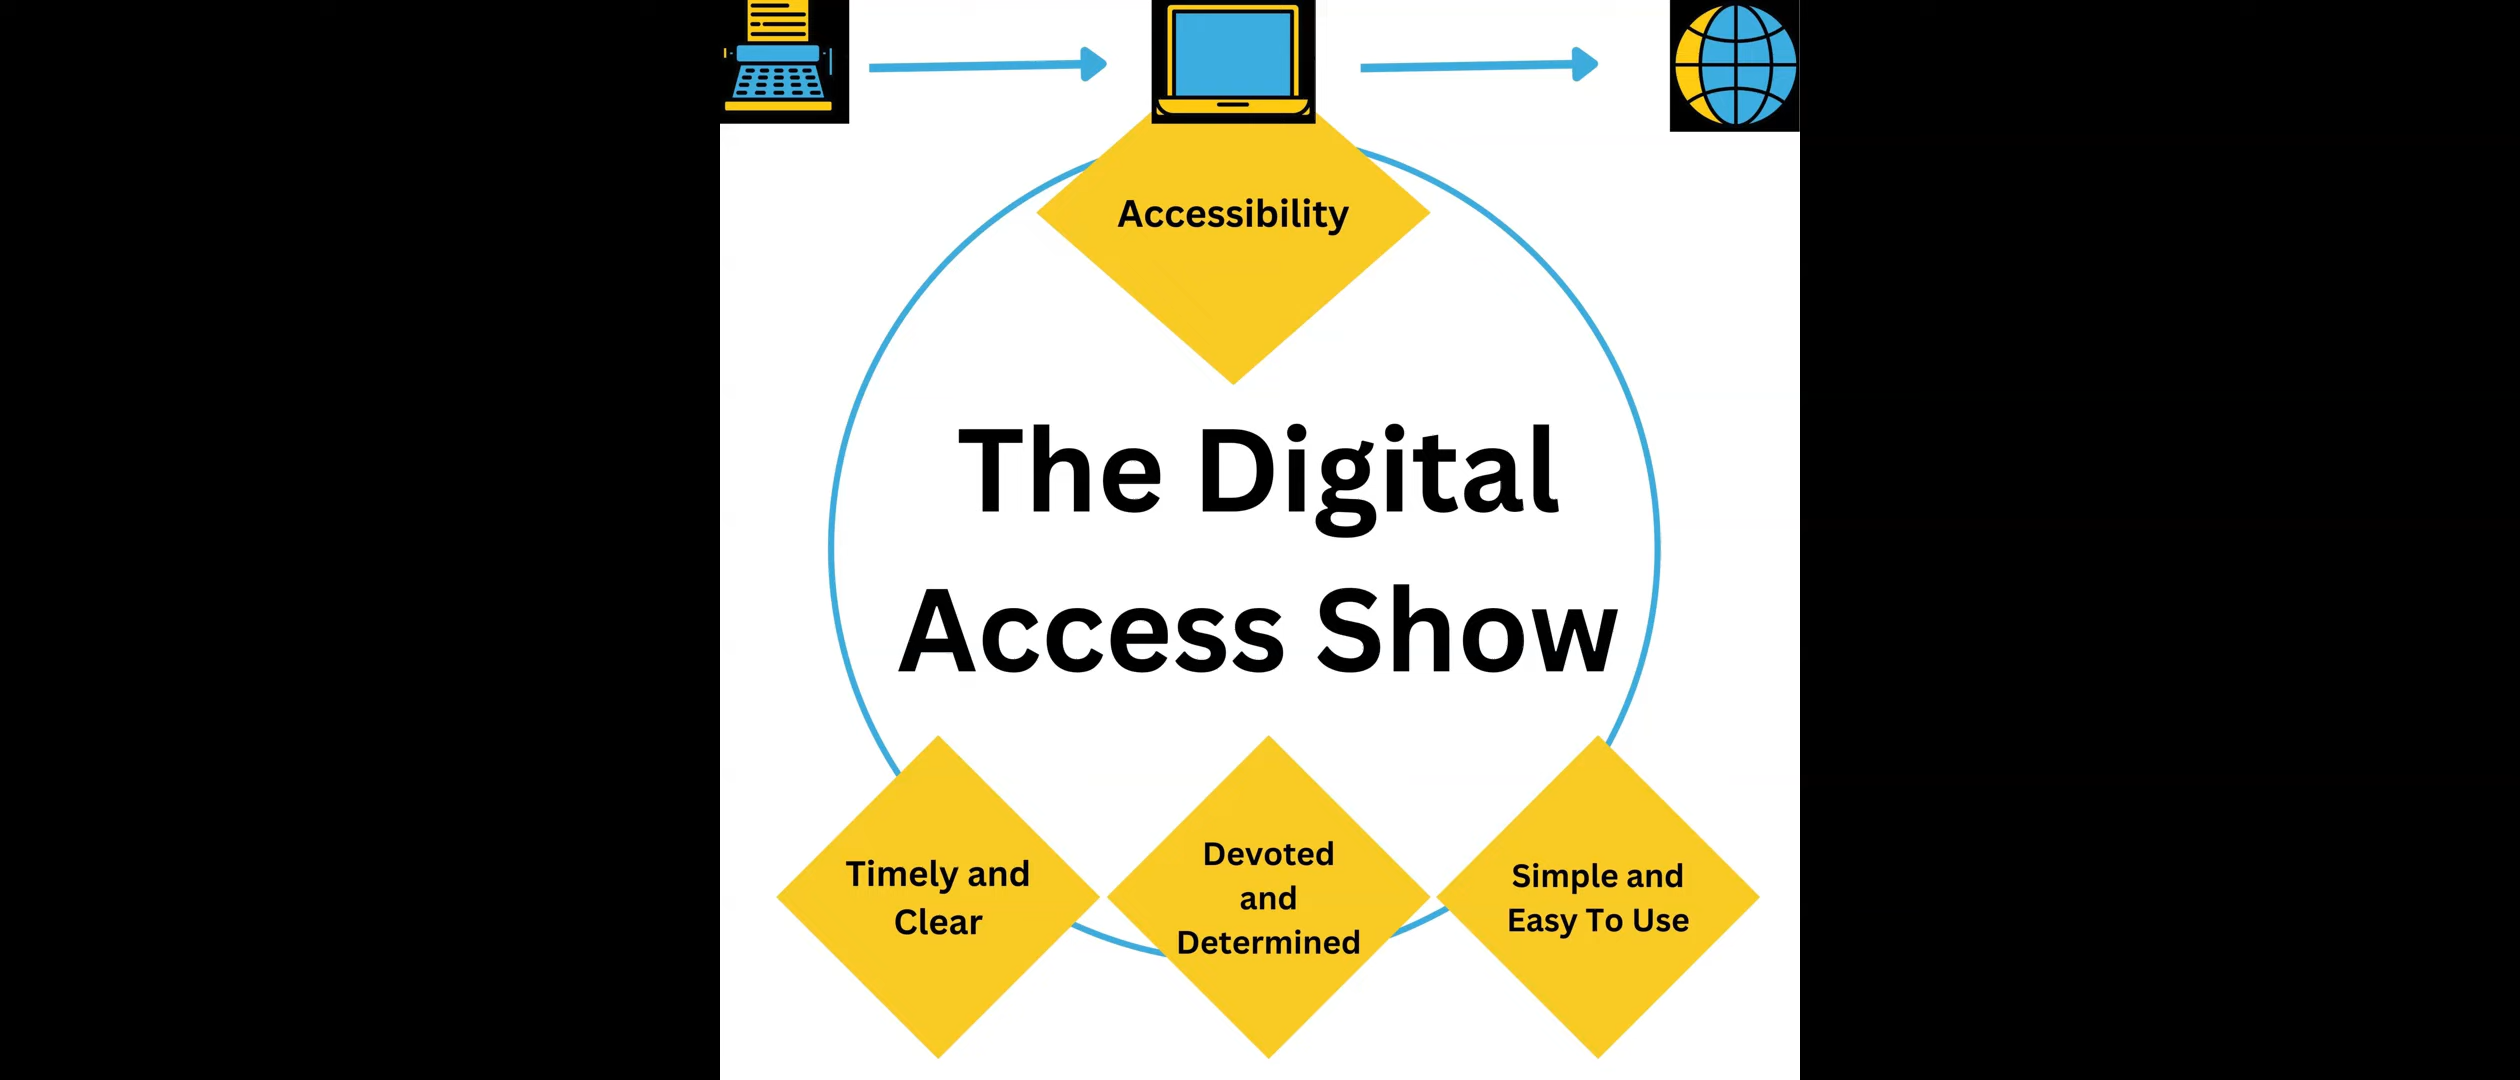 Accessibility
The Digital
Access Show
Timely and
Clear
Devoted
and
Determined
Simple and
Easy To Use